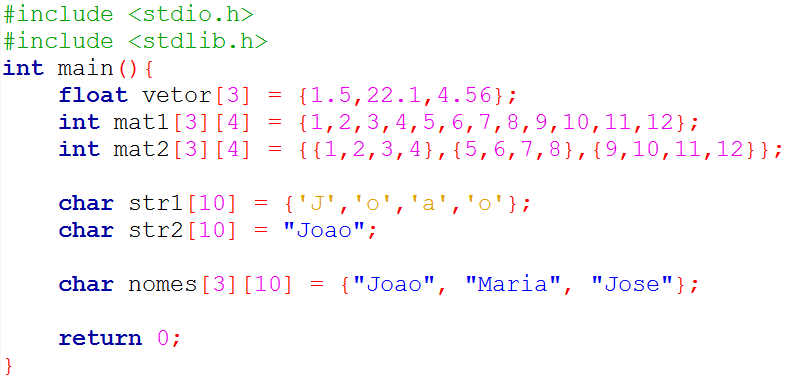 #include <stdio.h>
#include <stdlib.h>
int main(){
    float vetor[3] = {1.5,22.1,4.56};
    int mat1[3][4] = {1,2,3,4,5,6,7,8,9,10,11,12};
    int mat2[3][4] = {{1,2,3,4},{5,6,7,8},{9,10,11,12}};

    char str1[10] = {'J','o','a','o'};
    char str2[10] = "Joao";

    char nomes[3][10] = {"Joao", "Maria", "Jose"};

    return 0;
}